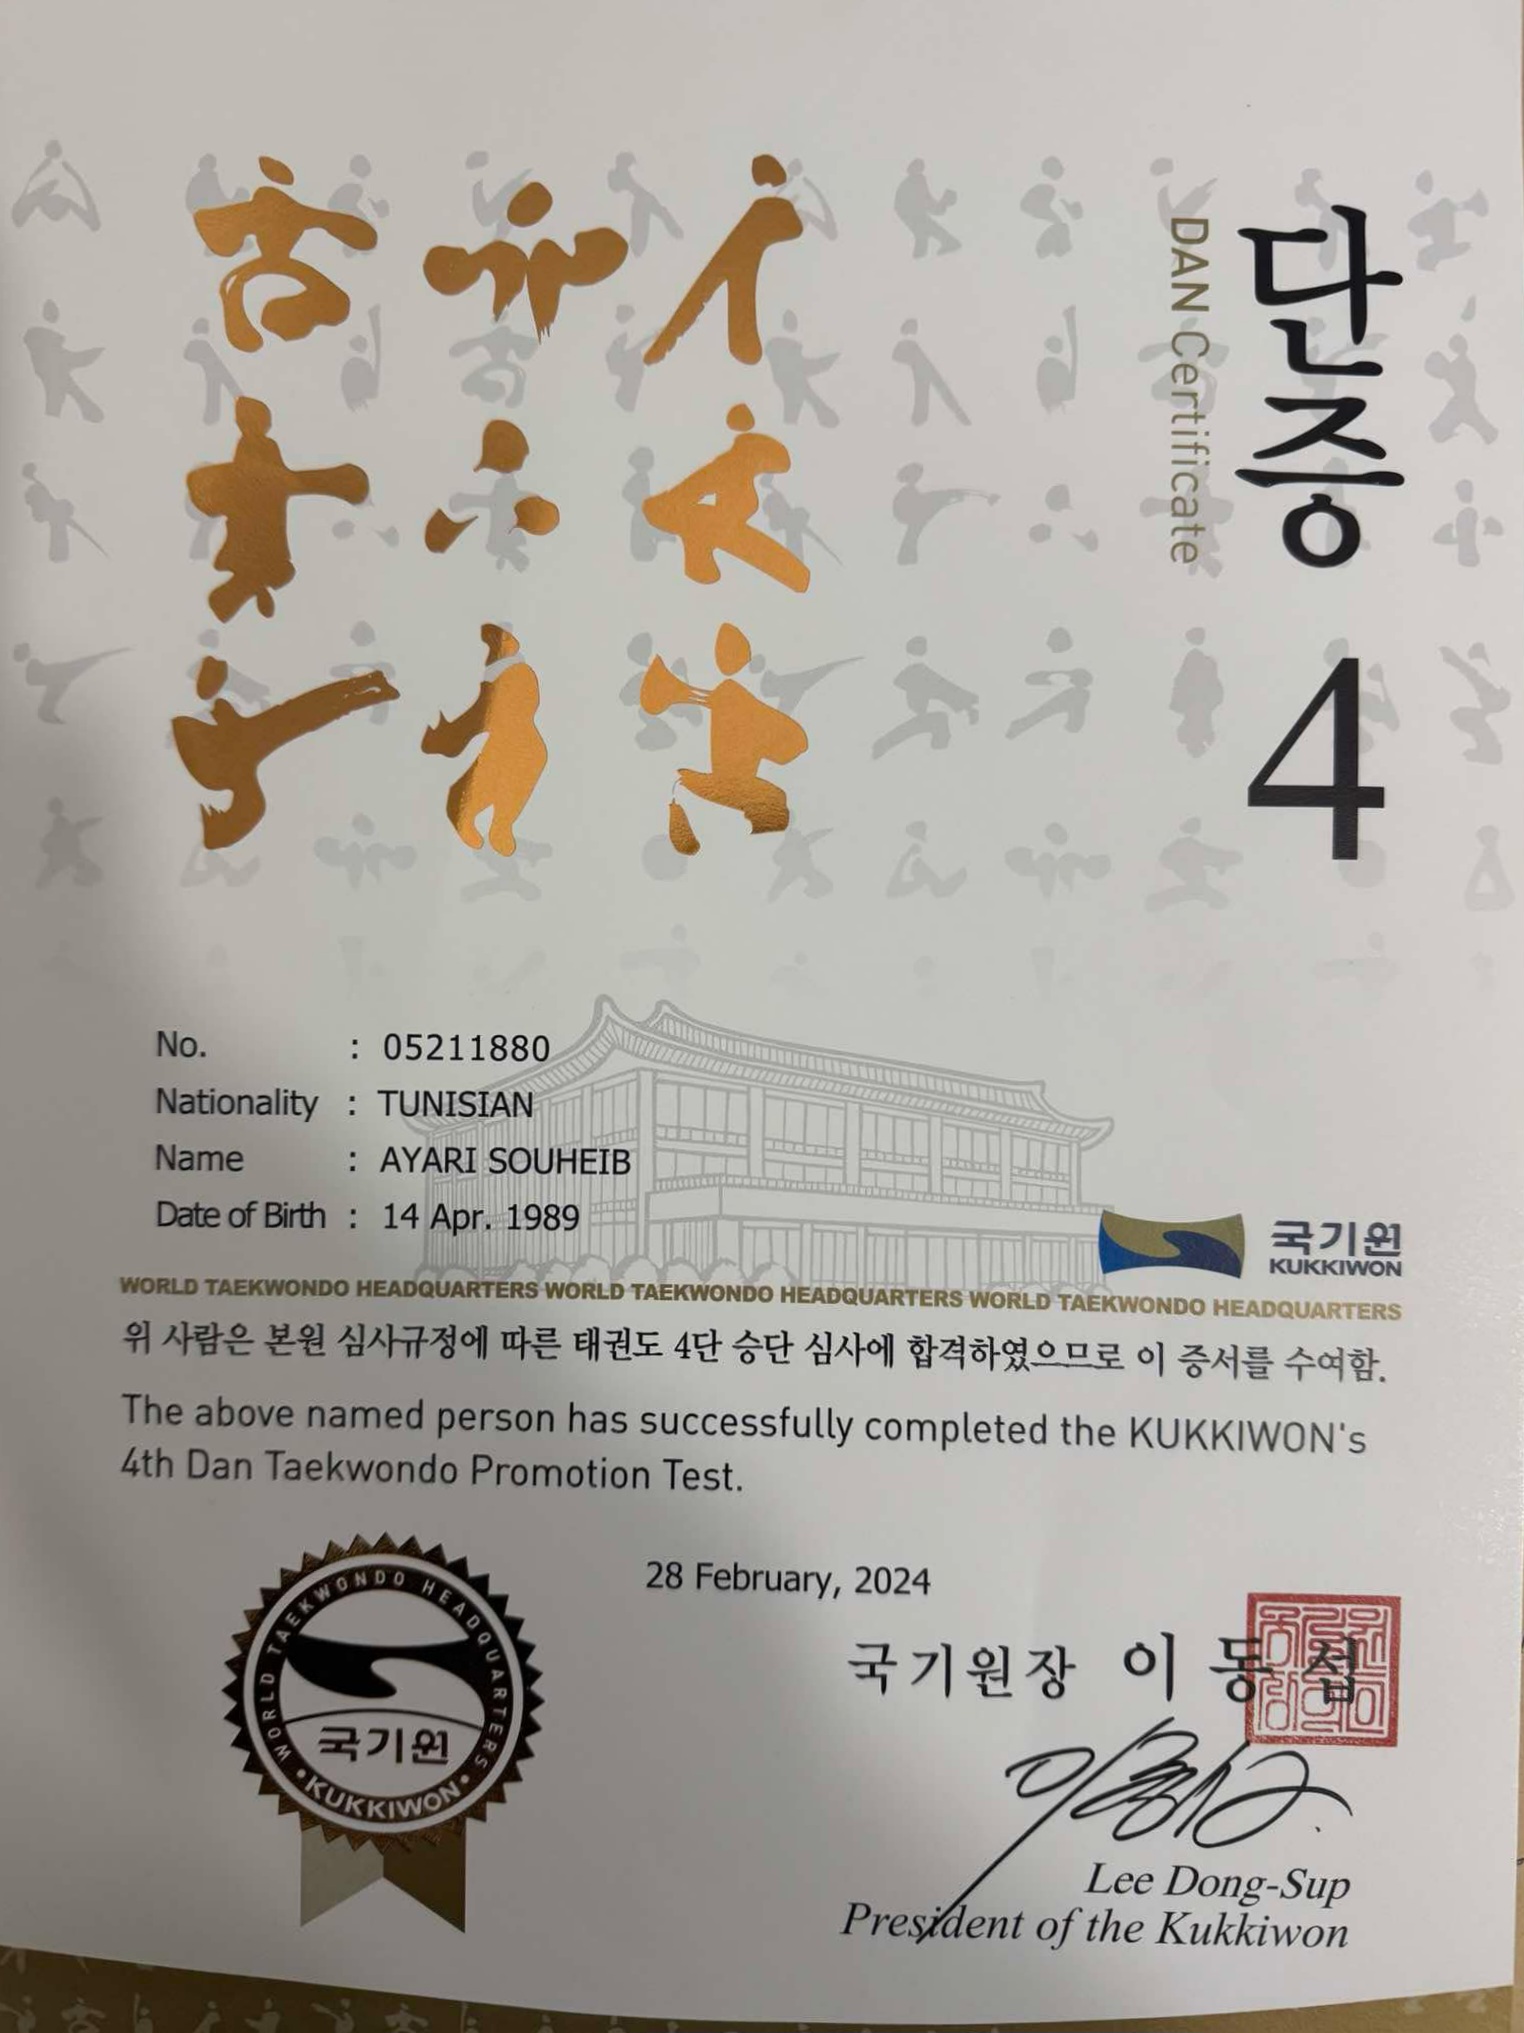 단증 4
DAN Certificate
No. : 05211880
Nationality : TUNISIAN
Name : AYARI SOUHEIB
Date of Birth : 14 Apr. 1989
국기원
KUKKIWON
WORLD TAEKWONDO HEADQUARTERS WORLD TAEKWONDO HEADQUARTERS WORLD TAEKWONDO HEADQUARTERS
위 사람은 본원 심사규정에 따른 태권도 4단 승단 심사에 합격하였으므로 이 증서를 수여함.
The above named person has successfully completed the KUKKIWON's
4th Dan Taekwondo Promotion Test.
28 February, 2024
WORLD TAEKWONDO HEADQUARTERS
국기원
• KUKKIWON •
국기원장 이 동 섭
Lee Dong-Sup
President of the Kukkiwon